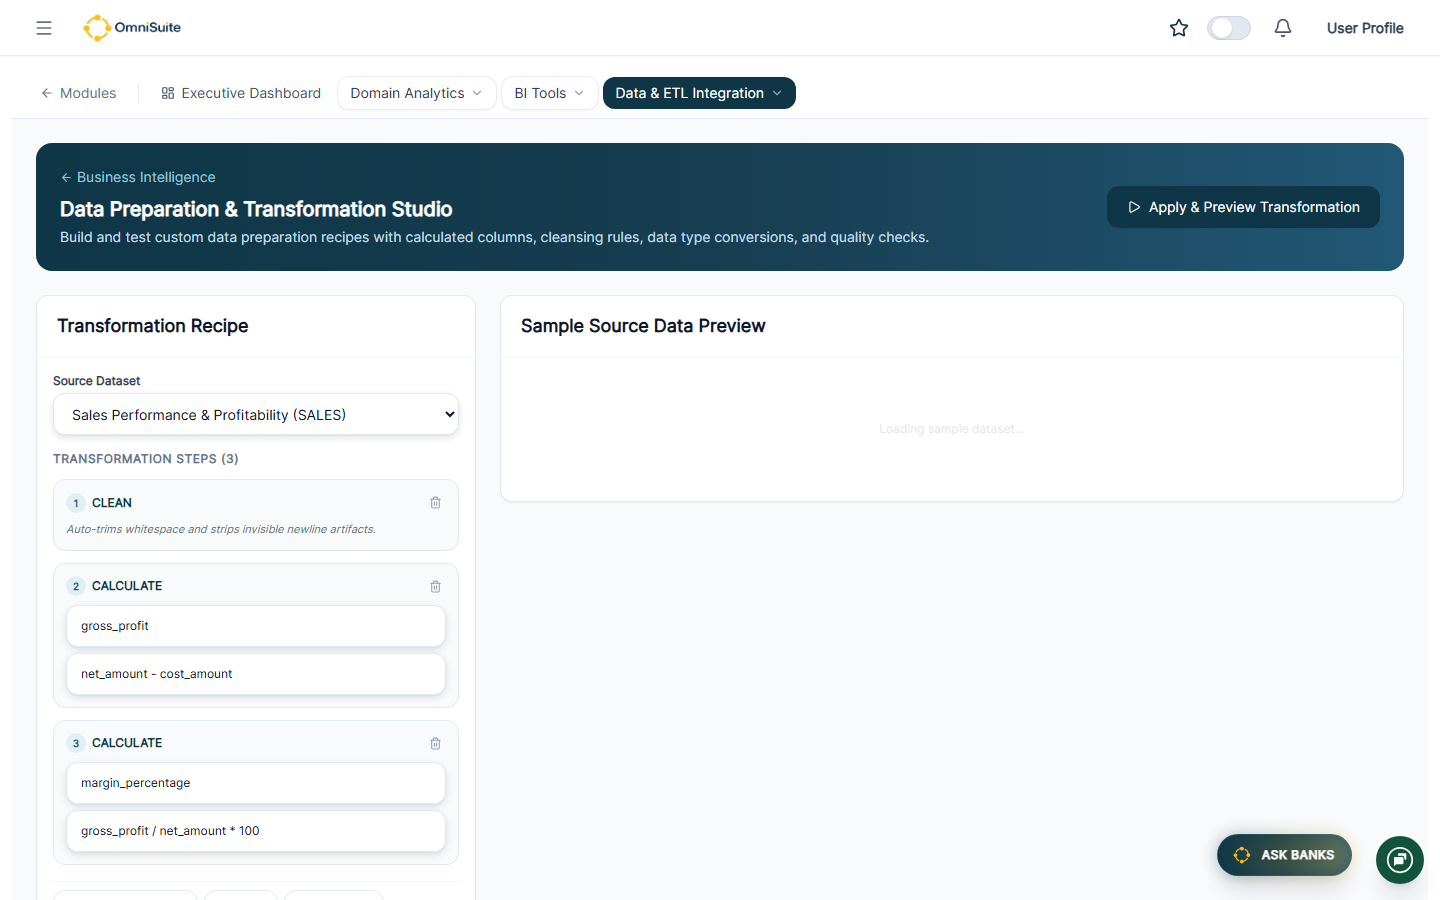 OmniSuite
User Profile
Modules
Executive Dashboard
Domain Analytics
BI Tools
Data & ETL Integration
Business Intelligence
Data Preparation & Transformation Studio
Build and test custom data preparation recipes with calculated columns, cleansing rules, data type conversions, and quality checks.
Apply & Preview Transformation
Transformation Recipe
Source Dataset
Sales Performance & Profitability (SALES)
TRANSFORMATION STEPS (3)
1 CLEAN
Auto-trims whitespace and strips invisible newline artifacts.
2 CALCULATE
gross_profit
net_amount - cost_amount
3 CALCULATE
margin_percentage
gross_profit / net_amount * 100
Sample Source Data Preview
Loading sample dataset...
ASK BANKS